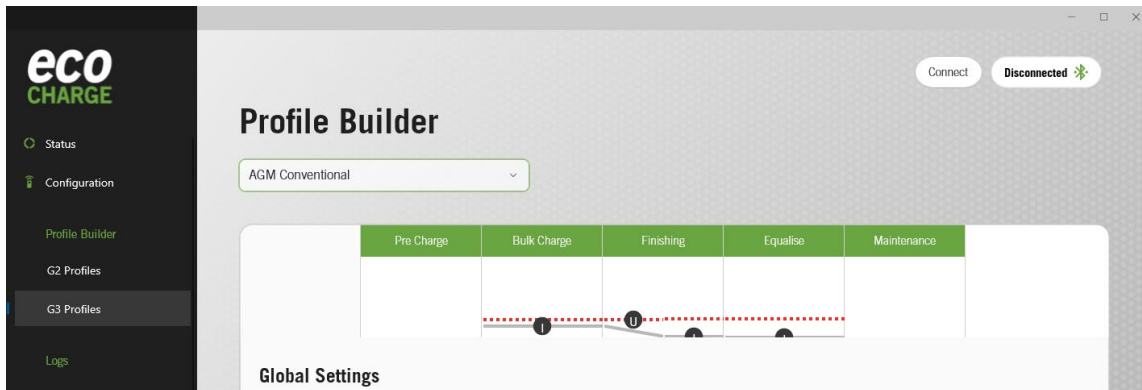 eco
CHARGE
Status
Configuration
Profile Builder
G2 Profiles
G3 Profiles
Logs
Connect
Disconnected
Profile Builder
AGM Conventional
Pre Charge Bulk Charge Finishing Equalise Maintenance
I U
Global Settings